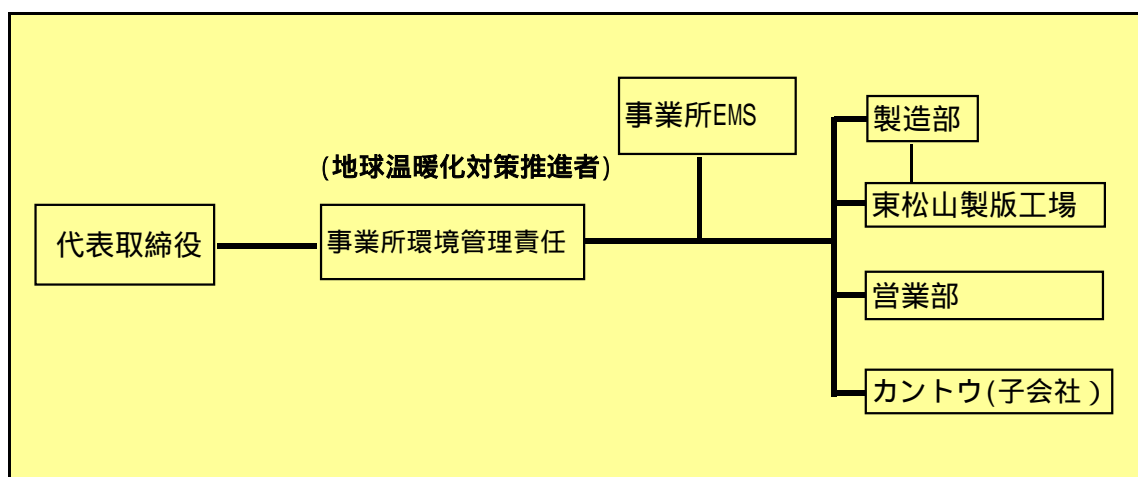 事業所EMS
製造部
(地球温暖化対策推進者)
東松山製版工場
代表取締役
事業所環境管理責任
営業部
カントウ(子会社)